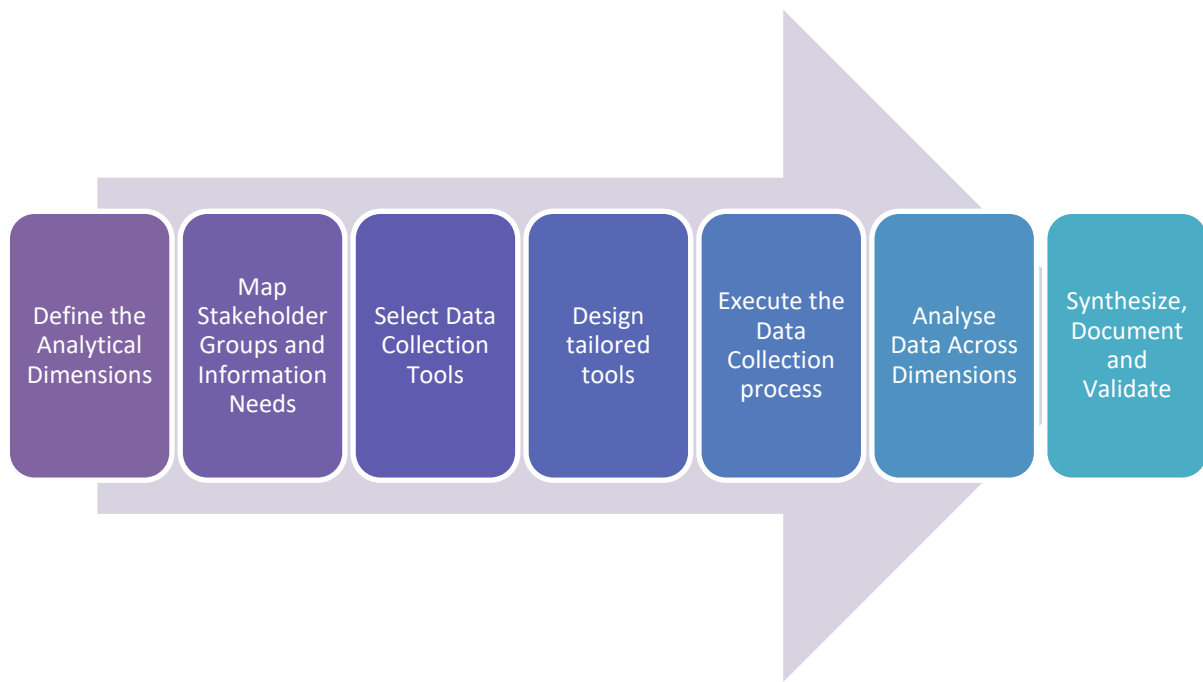 Define the
Analytical
Dimensions
Map
Stakeholder
Groups and
Information
Needs
Select Data
Collection
Tools
Design
tailored
tools
Execute the
Data
Collection
process
Analyse
Data Across
Dimensions
Synthesize,
Document
and
Validate